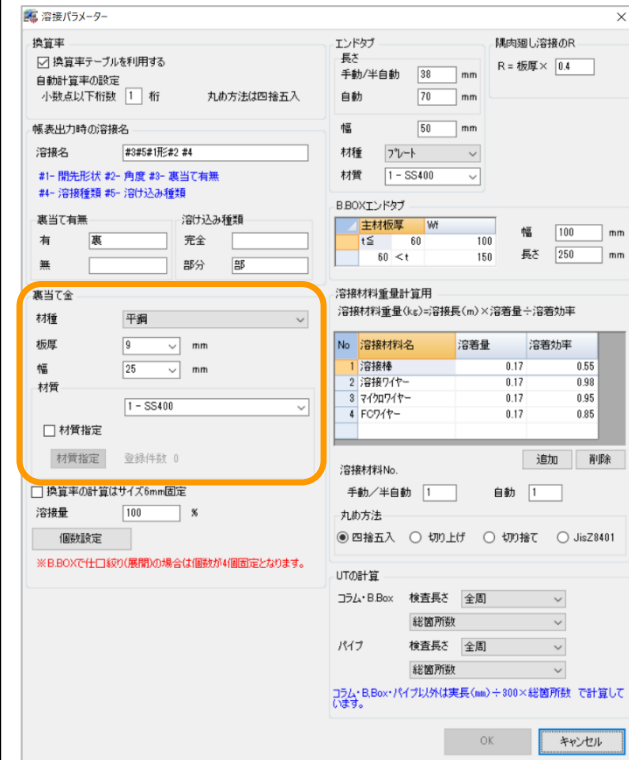 溶接パラメーター
換算率
換算率テーブルを利用する
自動計算率の設定
小数点以下桁数 1 桁 丸め方法は四捨五入
帳票出力時の溶接名
溶接名 #3#5#1形#2 #4
#1- 開先形状 #2- 角度 #3- 裏当て有無
#4- 溶接種類 #5- 溶け込み種類
裏当て有無
有 裏
無
溶け込み種類
完全
部分 部
裏当て金
材種 平鋼
板厚 9 mm
幅 25 mm
材質
1 - SS400
材質指定
材質指定 登録件数 0
換算率の計算はサイズ6mm固定
溶接量 100 %
個数設定
※B.BOXで仕口絞り(展開)の場合は個数が4個固定となります。
エンドタブ
長さ
手動/半自動 38 mm
自動 70 mm
幅 50 mm
材種 プレート
材質 1 - SS400
隅肉廻し溶接のR
R = 板厚× 0.4
B.BOXエンドタブ
主材板厚 Wf
t≦ 60 100
60 <t 150
幅 100 mm
長さ 250 mm
溶接材料重量計算用
溶接材料重量(kg)=溶接長(m)×溶着量÷溶着効率
No 溶接材料名 溶着量 溶着効率
1 溶接棒 0.17 0.55
2 溶接ワイヤー 0.17 0.98
3 マイクロワイヤー 0.17 0.95
4 FCワイヤー 0.17 0.85
追加 削除
溶接材料No.
手動/半自動 1 自動 1
丸め方法
四捨五入 切り上げ 切り捨て JisZ8401
UTの計算
コラム・B.Box 検査長さ 全周
総箇所数
パイプ 検査長さ 全周
総箇所数
コラム・B.Box・パイプ以外は実長(mm)÷300×総箇所数 で計算して
います。
OK キャンセル